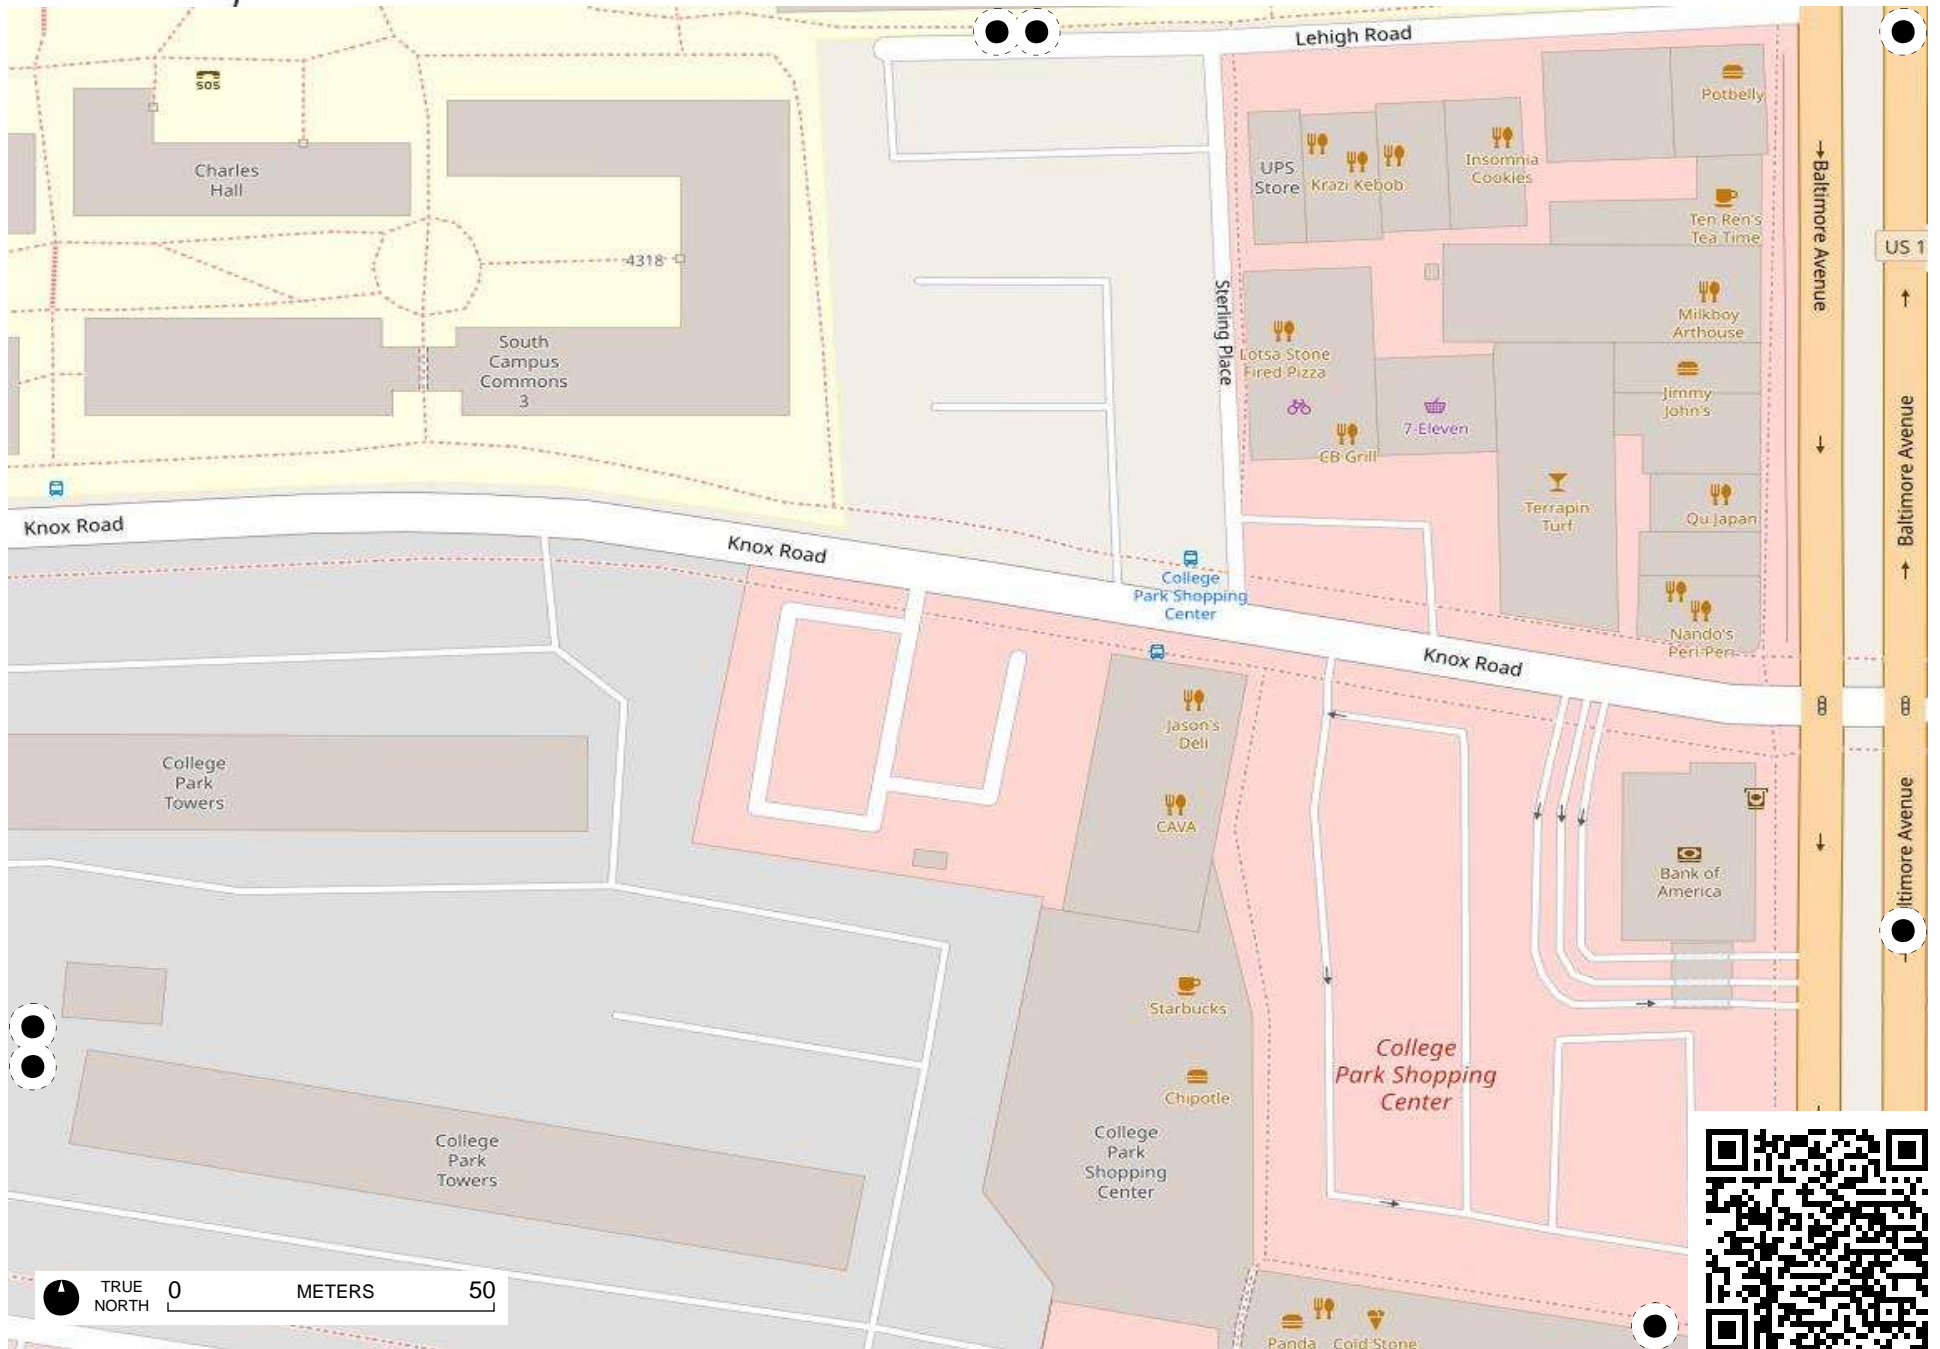 Lehigh Road
SOS
Potbelly
Charles
Hall
UPS
Store
Krazi Kebob
Insomnia
Cookies
Baltimore Avenue
Ten Ren's
Tea Time
US 1
4318
Sterling Place
Milkboy
Arthouse
South
Campus
Commons
3
Lotsa Stone
Fired Pizza
Jimmy
John's
7-Eleven
CB Grill
Baltimore Avenue
Terrapin
Turf
Qu Japan
Knox Road
Knox Road
College
Park Shopping
Center
Nando's
Peri-Peri
Knox Road
Jason's
Deli
College
Park
Towers
CAVA
Bank of
America
ltimore Avenue
Starbucks
College
Park Shopping
Center
Chipotle
College
Park
Shopping
Center
College
Park
Towers
TRUE
NORTH
0 METERS 50
Panda
Cold Stone